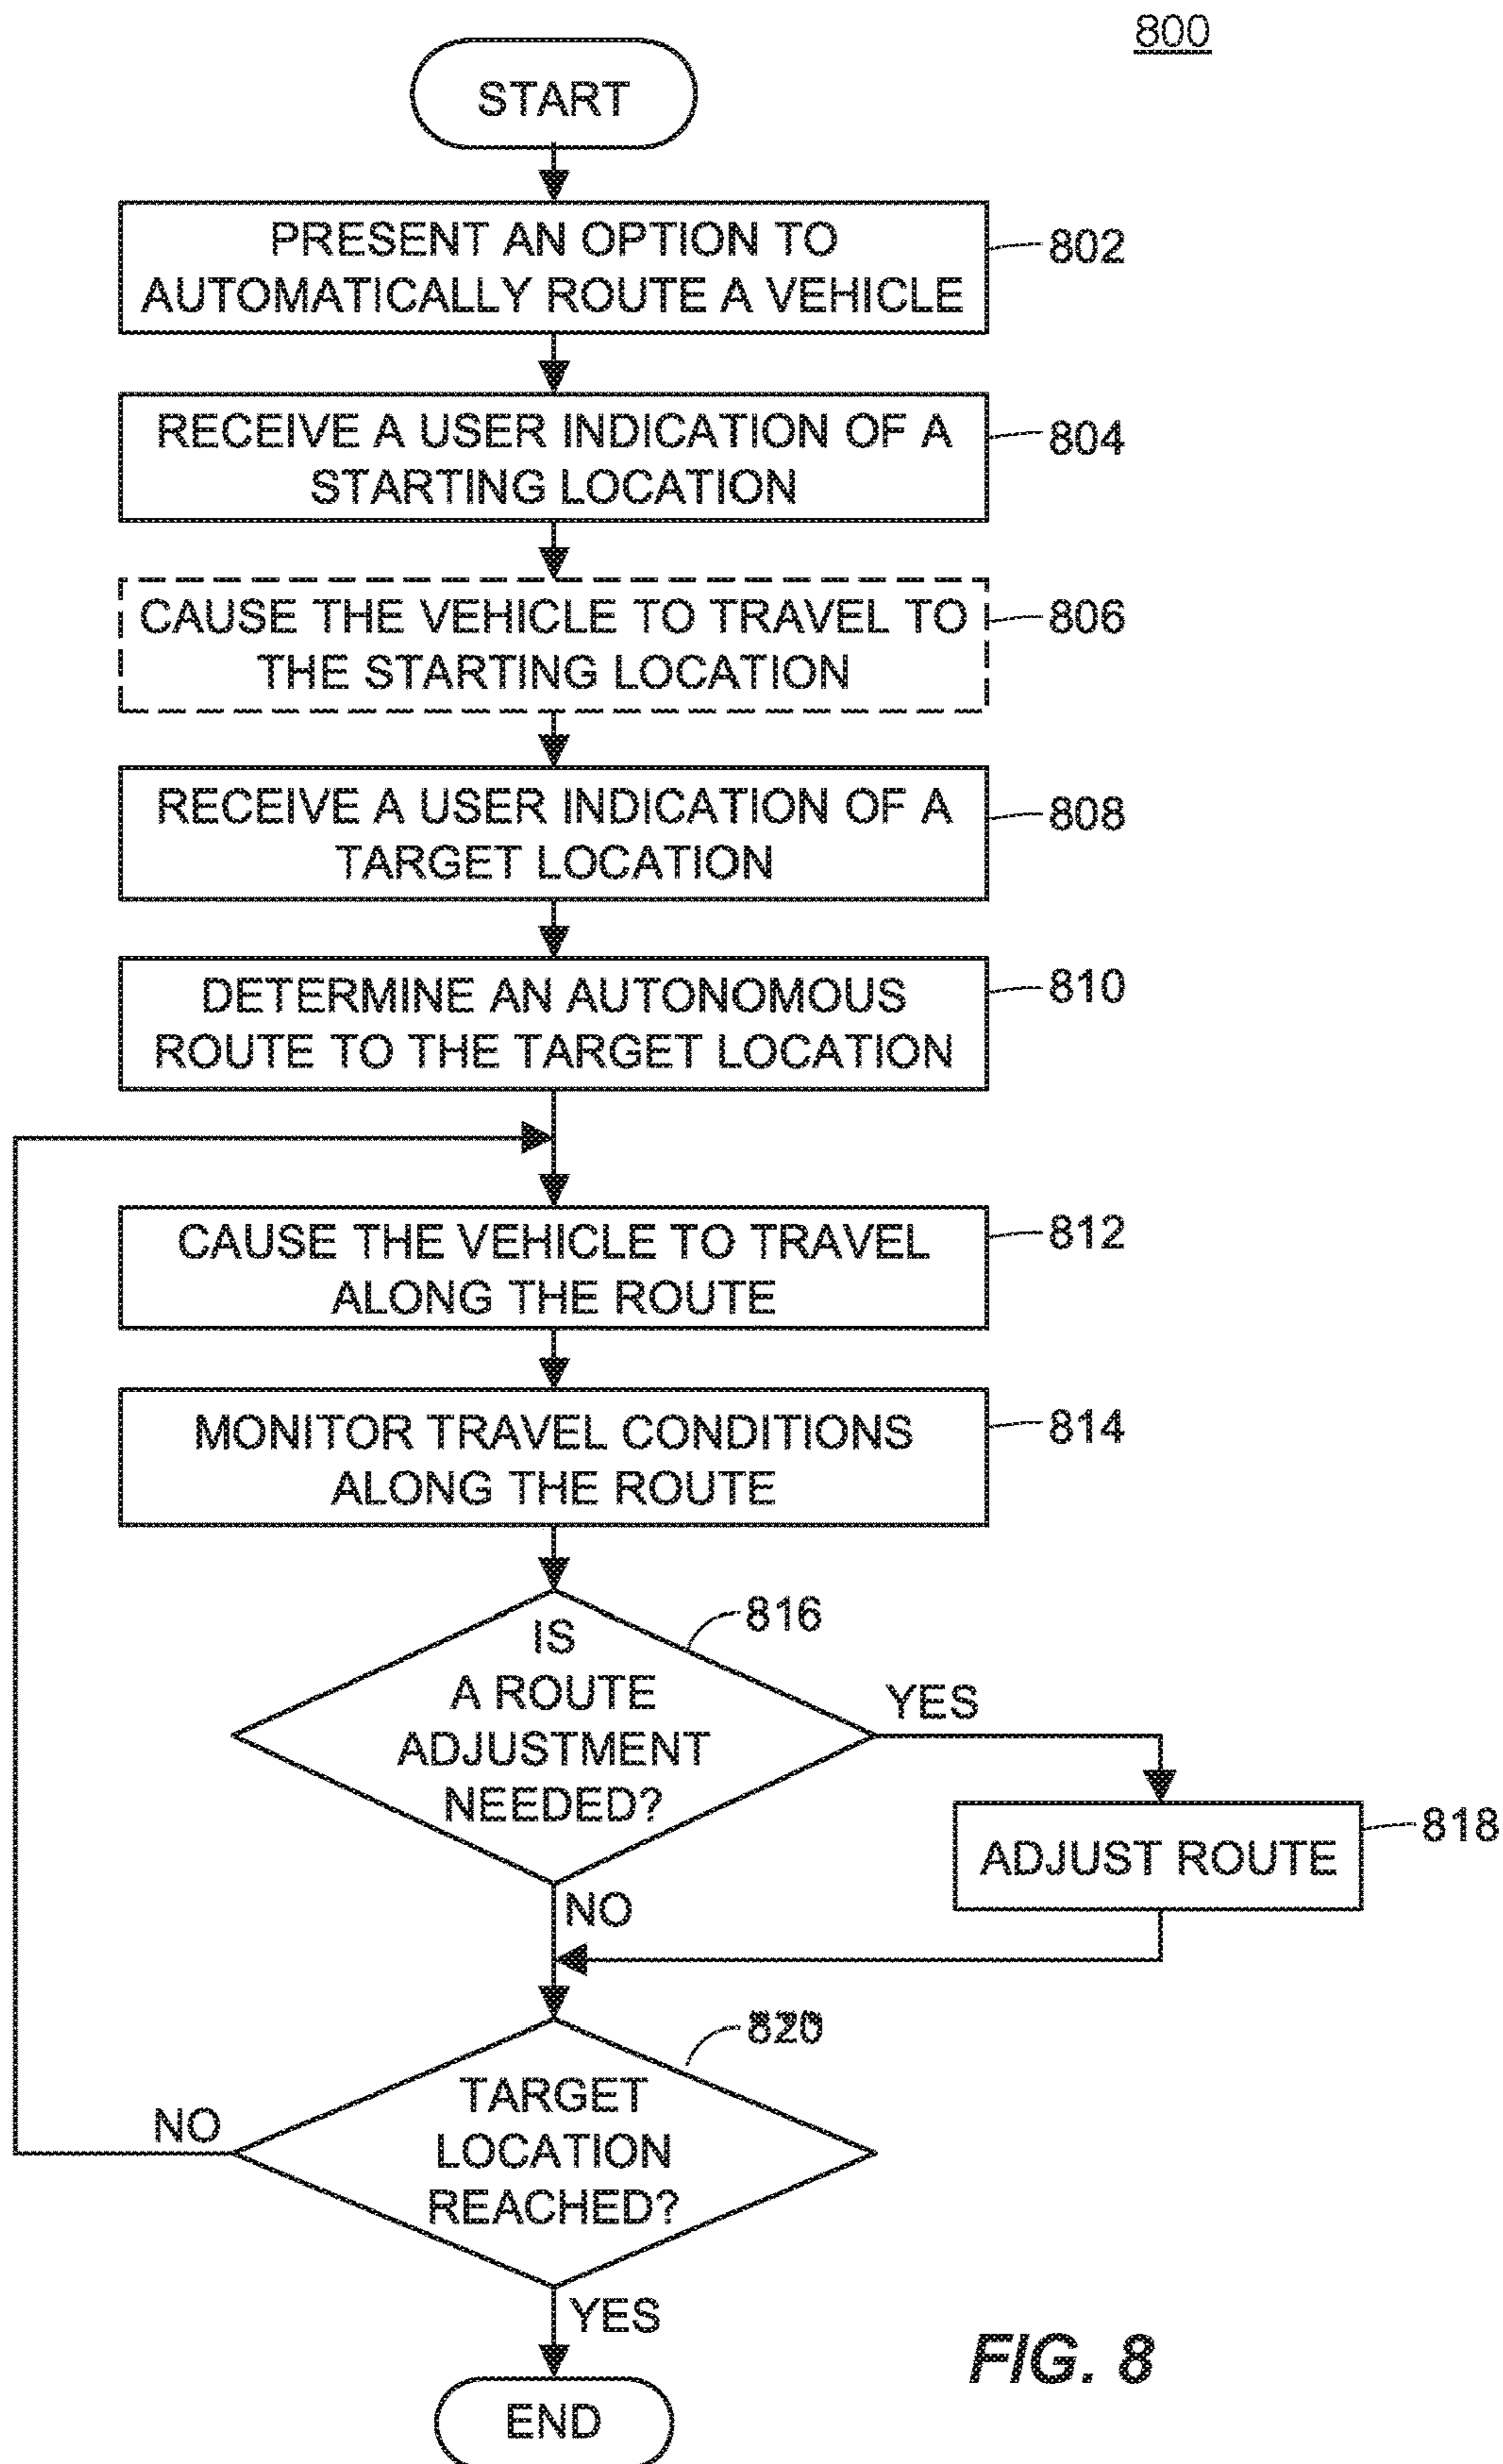 800
START
PRESENT AN OPTION TO
AUTOMATICALLY ROUTE A VEHICLE
802
RECEIVE A USER INDICATION OF A
STARTING LOCATION
804
CAUSE THE VEHICLE TO TRAVEL TO
THE STARTING LOCATION
806
RECEIVE A USER INDICATION OF A
TARGET LOCATION
808
DETERMINE AN AUTONOMOUS
ROUTE TO THE TARGET LOCATION
810
CAUSE THE VEHICLE TO TRAVEL
ALONG THE ROUTE
812
MONITOR TRAVEL CONDITIONS
ALONG THE ROUTE
814
IS
A ROUTE
ADJUSTMENT
NEEDED?
816
YES
ADJUST ROUTE
818
NO
TARGET
LOCATION
REACHED?
820
NO
YES
END
FIG. 8